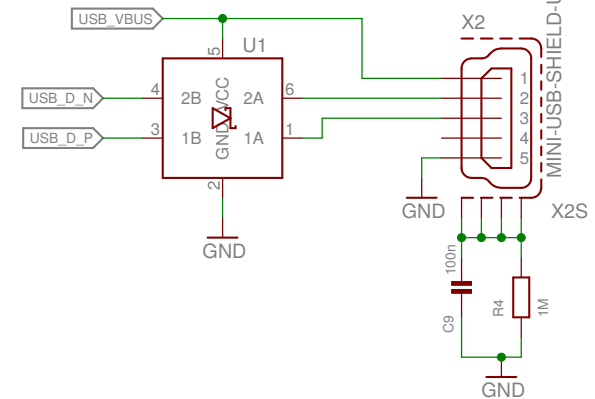 USB_VBUS
X2
U1
5
USB_D_N
4
2B
2A
6
USB_D_P
3
1B
1A
1
GND
VCC
2
GND
1
2
3
4
5
MINI-USB-SHIELD-U
GND
X2S
100n
C9
R4
1M
GND